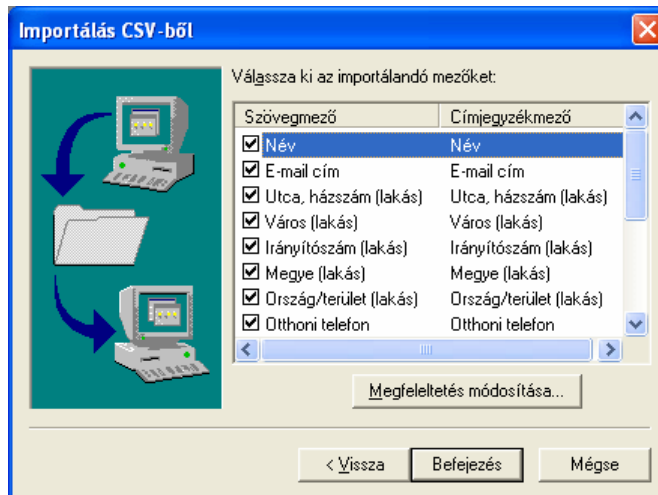 Importálás CSV-ből
Válassza ki az importálandó mezőket:
Szövegmező Címjegyzékmező
Név Név
E-mail cím E-mail cím
Utca, házszám (lakás) Utca, házszám (lakás)
Város (lakás) Város (lakás)
Irányítószám (lakás) Irányítószám (lakás)
Megye (lakás) Megye (lakás)
Ország/terület (lakás) Ország/terület (lakás)
Otthoni telefon Otthoni telefon
Megfeleltetés módosítása...
< Vissza Befejezés Mégse